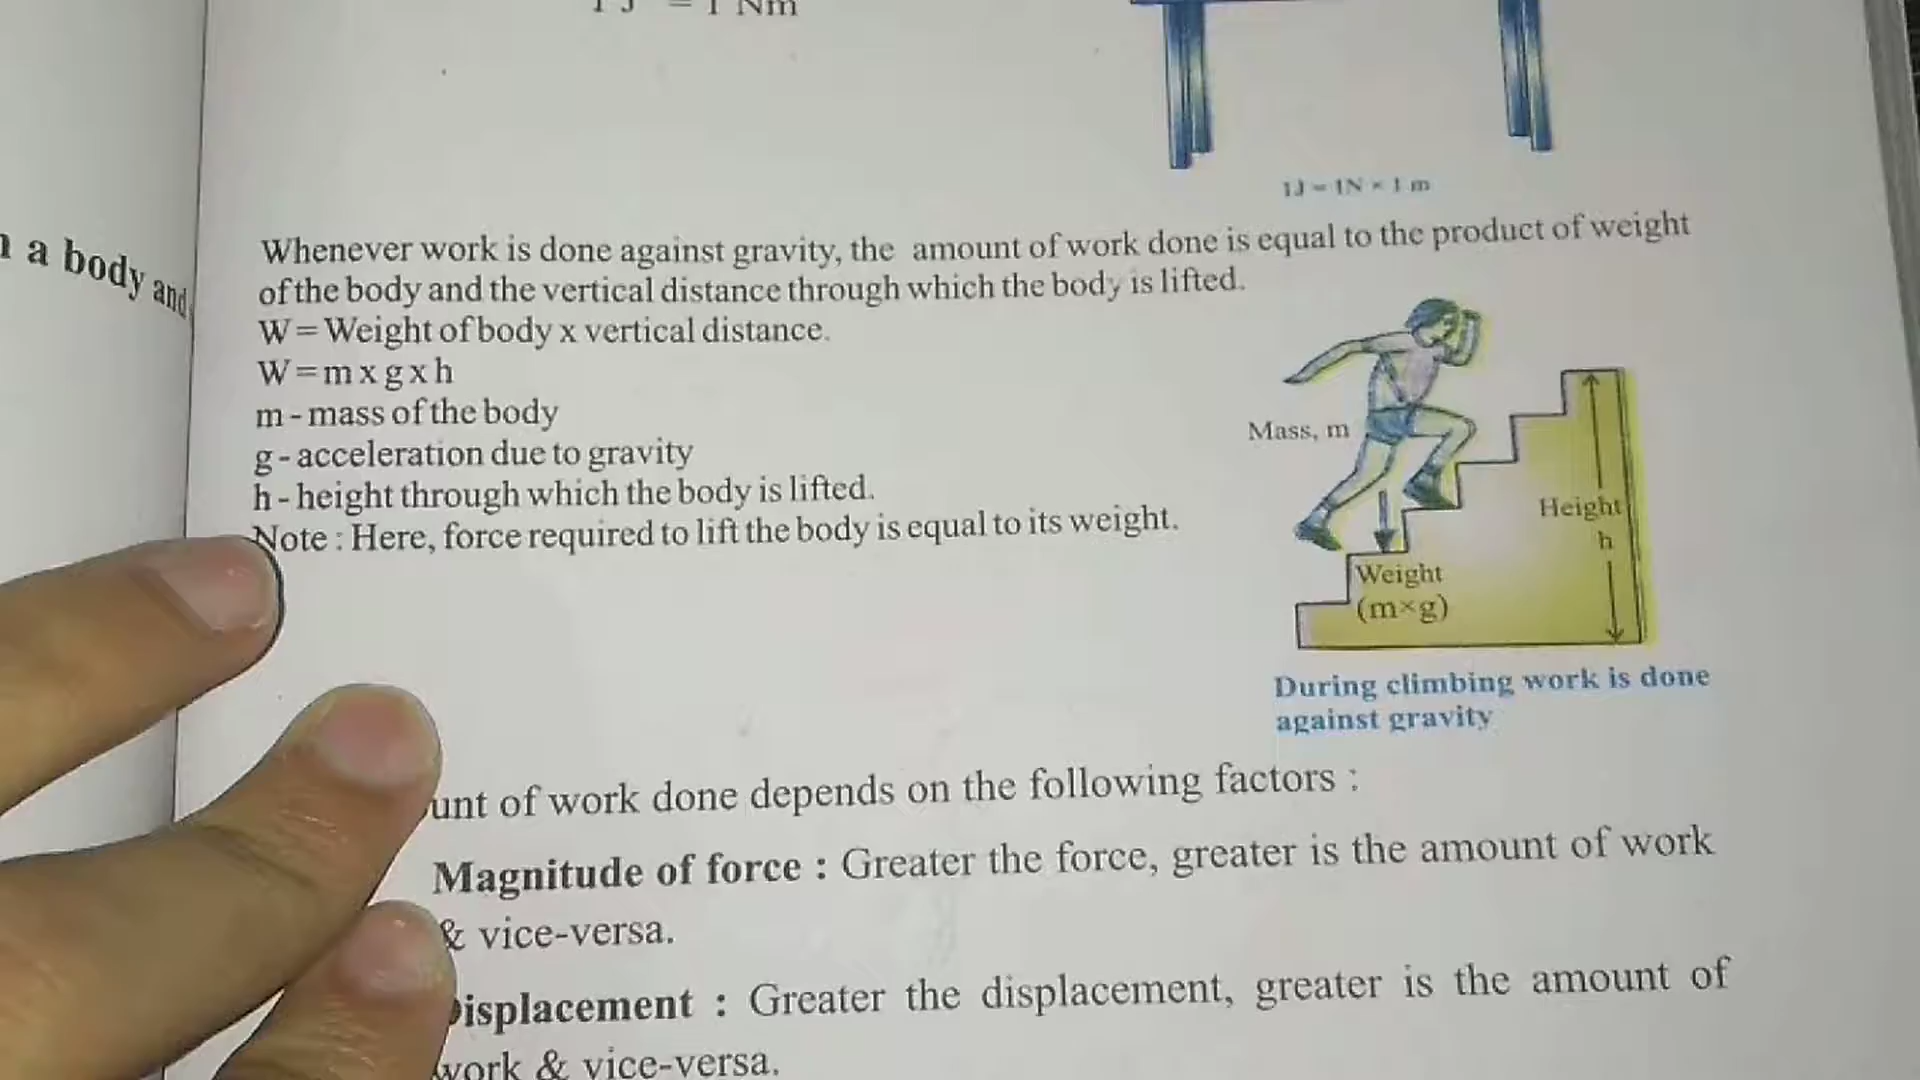 1 J = 1 Nm
1J = 1N × 1 m
a body and
Whenever work is done against gravity, the amount of work done is equal to the product of weight
of the body and the vertical distance through which the body is lifted.
W = Weight of body x vertical distance.
W = m x g x h
m - mass of the body
g - acceleration due to gravity
h - height through which the body is lifted.
Note : Here, force required to lift the body is equal to its weight.
Mass, m
Height
h
Weight
(m×g)
During climbing work is done
against gravity
of work done depends on the following factors :
Magnitude of force : Greater the force, greater is the amount of work
& vice-versa.
Displacement : Greater the displacement, greater is the amount of
work & vice-versa.